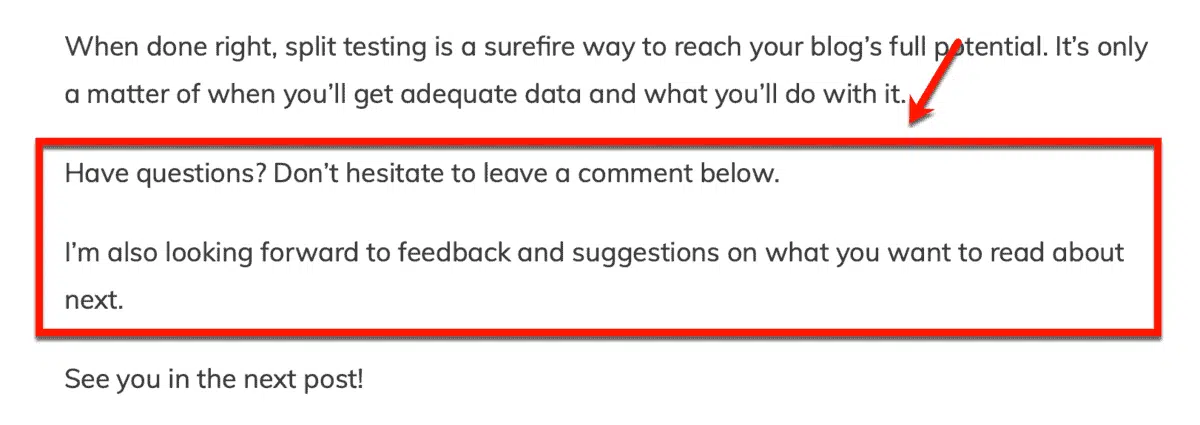 When done right, split testing is a surefire way to reach your blog’s full potential. It’s only
a matter of when you’ll get adequate data and what you’ll do with it.
Have questions? Don’t hesitate to leave a comment below.
I’m also looking forward to feedback and suggestions on what you want to read about
next.
See you in the next post!